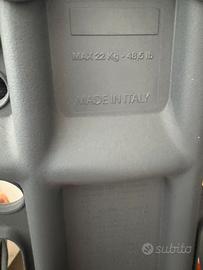 MAX 22 Kg - 48,5 lb
MADE IN ITALY
subito